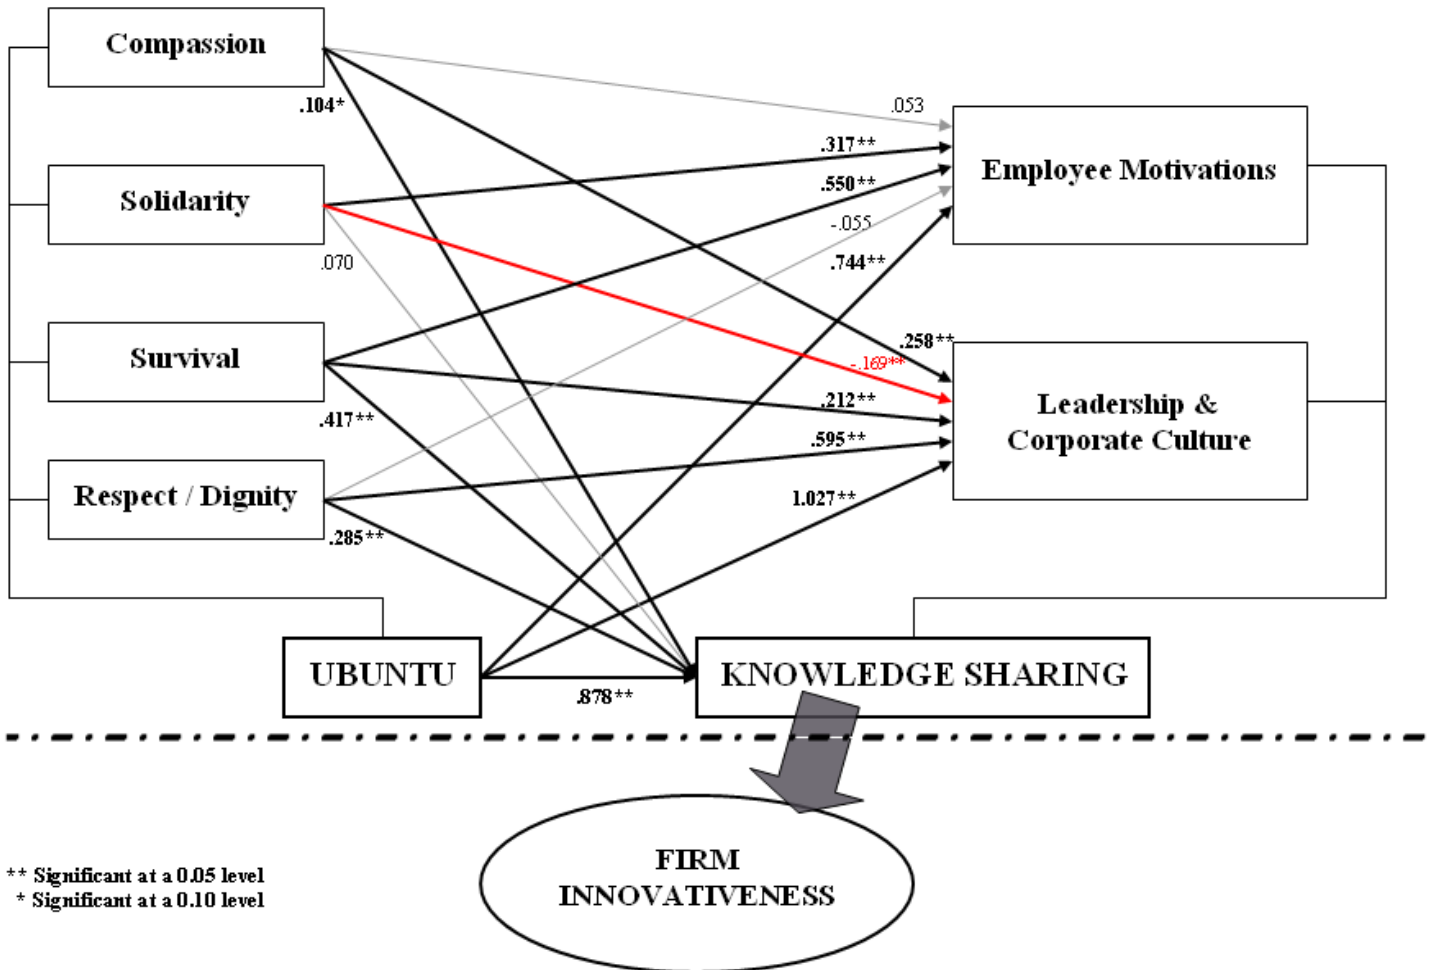 Compassion
.104*
.053
.317**
Employee Motivations
Solidarity
.550**
-.055
.070
.744**
Survival
.258**
-.169**
.212**
Leadership &
Corporate Culture
.417**
.595**
Respect / Dignity
1.027**
.285**
UBUNTU
KNOWLEDGE SHARING
.878**
FIRM
INNOVATIVENESS
** Significant at a 0.05 level
* Significant at a 0.10 level